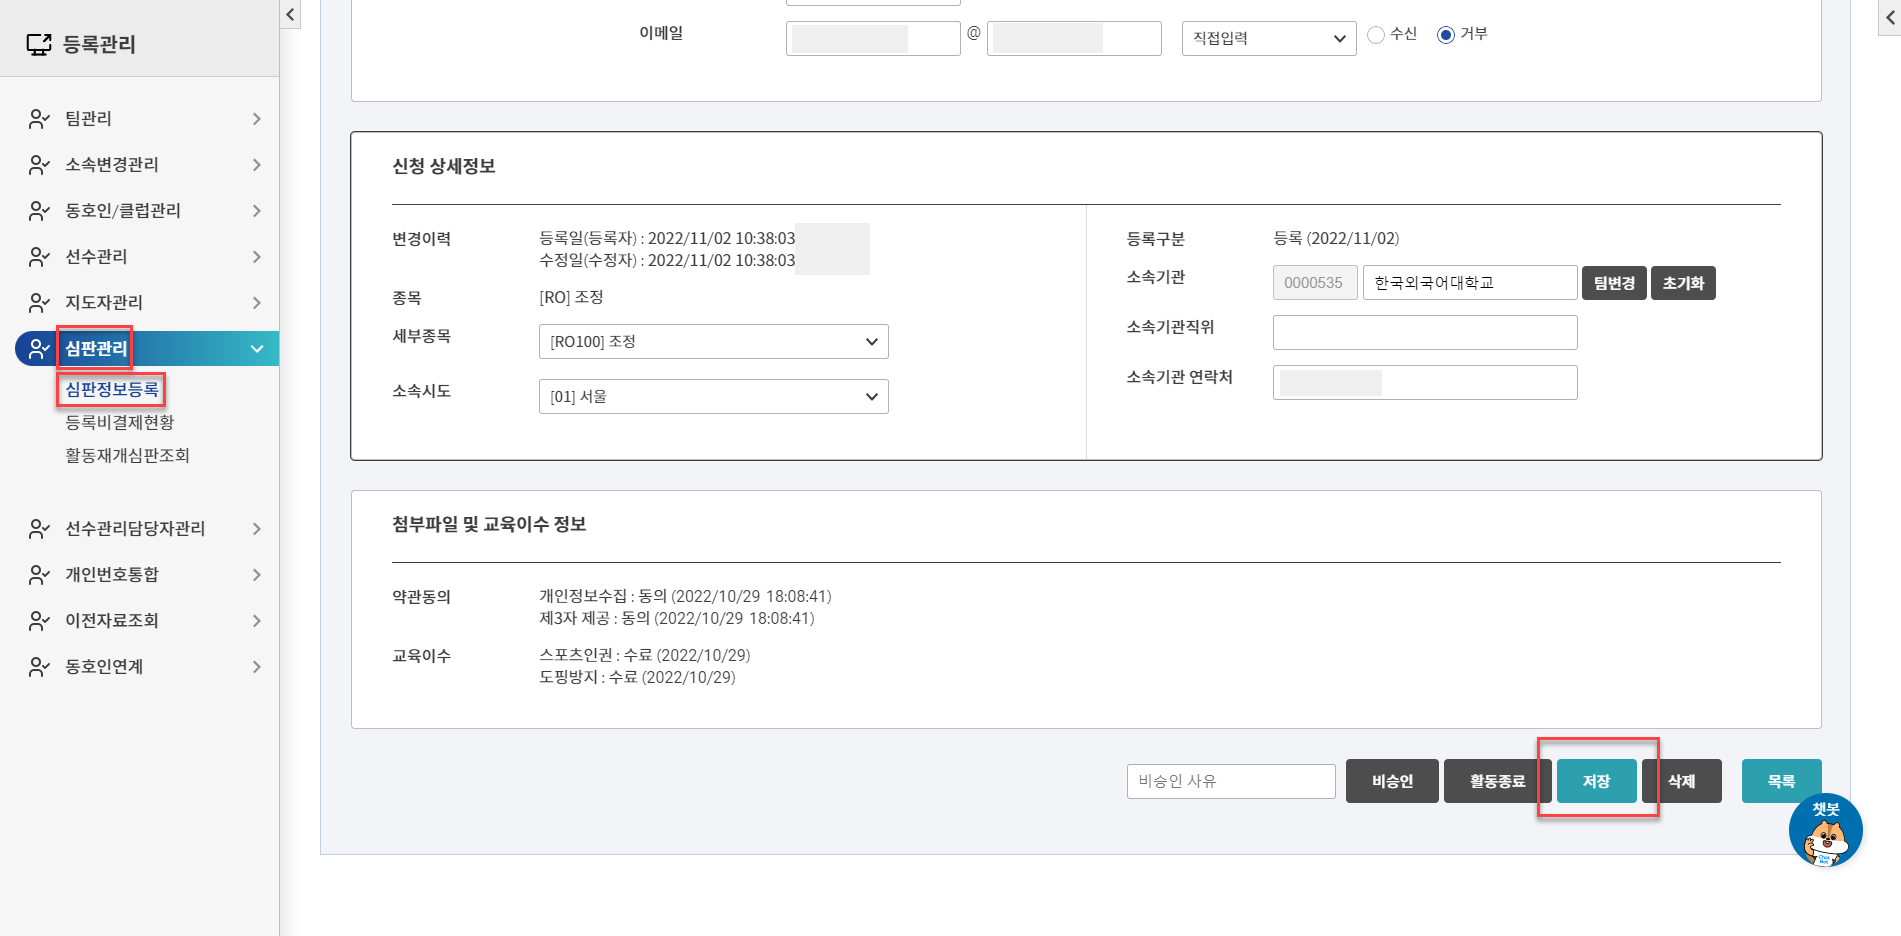 등록관리
팀관리
소속변경관리
동호인/클럽관리
선수관리
지도자관리
심판관리
심판정보등록
등록비결제현황
활동재개심판조회
선수관리담당자관리
개인번호통합
이전자료조회
동호인연계
이메일 @ 직접입력 수신 거부
신청 상세정보
변경이력 등록일(등록자) : 2022/11/02 10:38:03
수정일(수정자) : 2022/11/02 10:38:03
종목 [RO] 조정
세부종목 [RO100] 조정
소속시도 [01] 서울
등록구분 등록 (2022/11/02)
소속기관 0000535 한국외국어대학교 팀변경 초기화
소속기관직위
소속기관 연락처
첨부파일 및 교육이수 정보
약관동의 개인정보수집 : 동의 (2022/10/29 18:08:41)
제3자 제공 : 동의 (2022/10/29 18:08:41)
교육이수 스포츠인권 : 수료 (2022/10/29)
도핑방지 : 수료 (2022/10/29)
비승인 사유 비승인 활동종료 저장 삭제 목록
챗봇
Chat
Bot